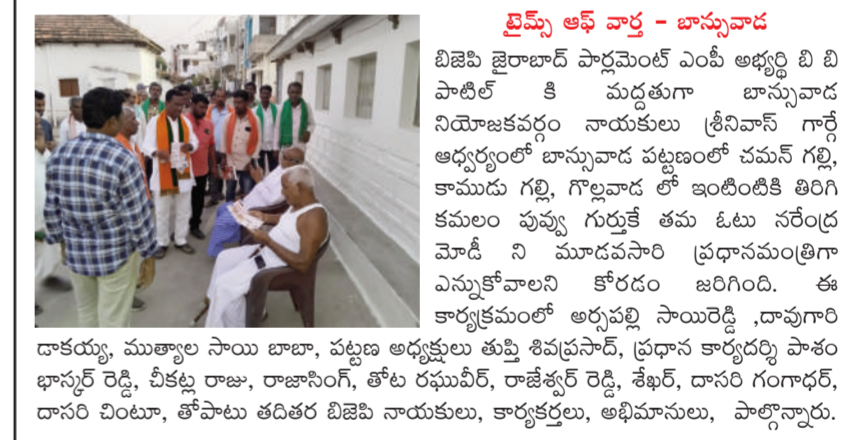 టైమ్స్ ఆఫ్ వార్త - బాన్సువాడ
బిజెపి జైరాబాద్ పార్లమెంట్ ఎంపీ అభ్యర్థి బి బి
పాటిల్ కి మద్దతుగా బాన్సువాడ
నియోజకవర్గం నాయకులు శ్రీనివాస్ గార్గే
ఆధ్వర్యంలో బాన్సువాడ పట్టణంలో చమన్ గల్లి,
కాముడు గల్లి, గొల్లవాడ లో ఇంటింటికి తిరిగి
కమలం పువ్వు గుర్తుకే తమ ఓటు నరేంద్ర
మోడీ ని మూడవసారి ప్రధానమంత్రిగా
ఎన్నుకోవాలని కోరడం జరిగింది. ఈ
కార్యక్రమంలో అర్సపల్లి సాయిరెడ్డి ,దావుగారి
డాకయ్య, ముత్యాల సాయి బాబా, పట్టణ అధ్యక్షులు తుప్తి శివప్రసాద్, ప్రధాన కార్యదర్శి పాశం
భాస్కర్ రెడ్డి, చీకట్ల రాజు, రాజాసింగ్, తోట రఘువీర్, రాజేశ్వర్ రెడ్డి, శేఖర్, దాసరి గంగాధర్,
దాసరి చింటూ, తోపాటు తదితర బిజెపి నాయకులు, కార్యకర్తలు, అభిమానులు, పాల్గొన్నారు.